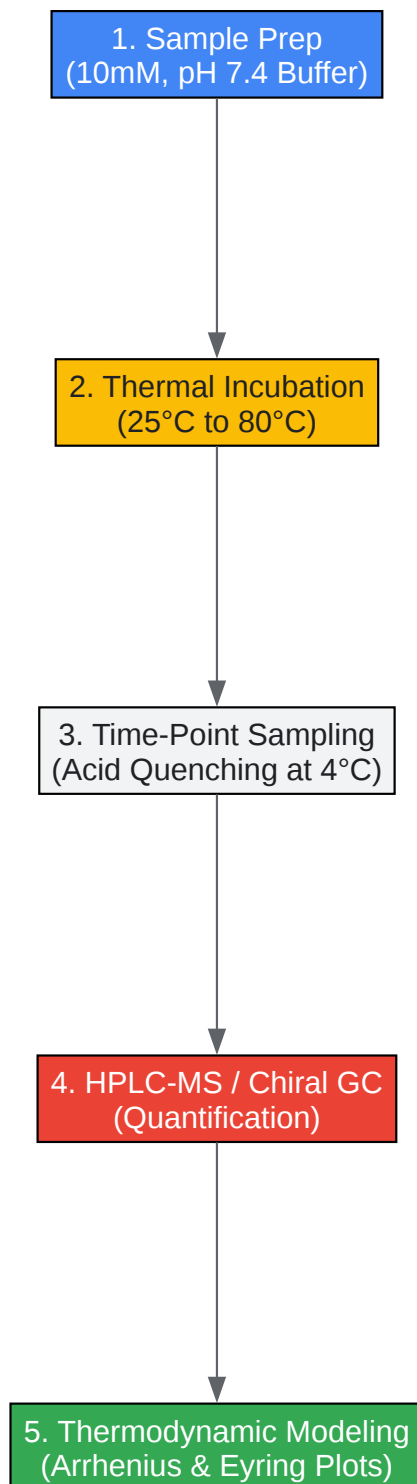 1. Sample Prep
(10mM, pH 7.4 Buffer)
2. Thermal Incubation
(25°C to 80°C)
3. Time-Point Sampling
(Acid Quenching at 4°C)
4. HPLC-MS / Chiral GC
(Quantification)
5. Thermodynamic Modeling
(Arrhenius & Eyring Plots)